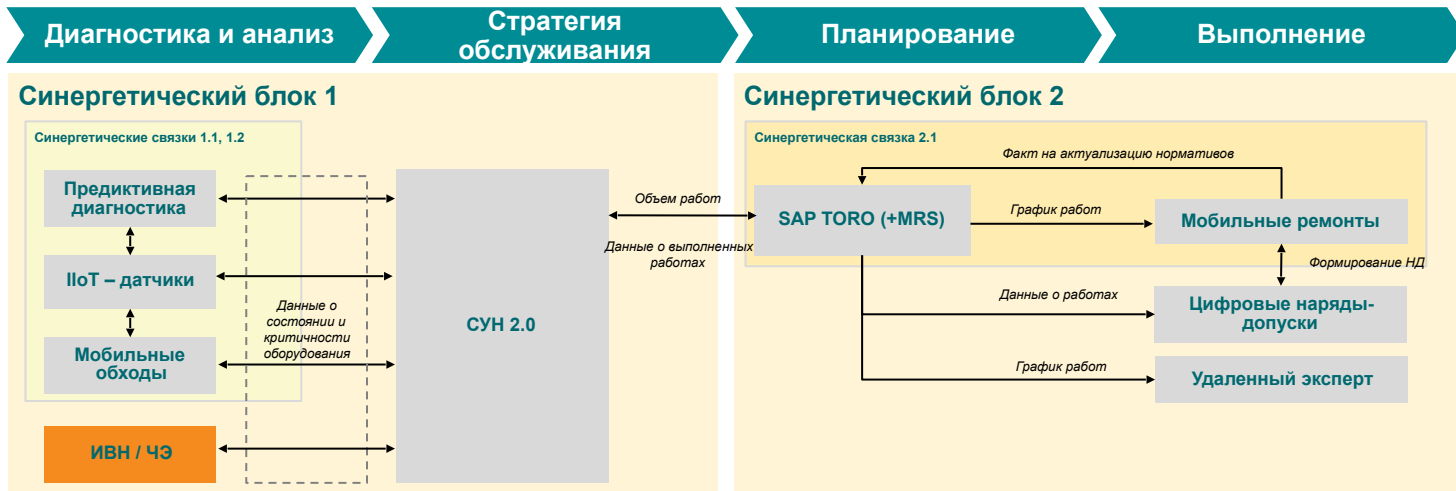 Диагностика и анализ
Стратегия
обслуживания
Планирование
Выполнение
Синергетический блок 1
Синергетические связки 1.1, 1.2
Предиктивная
диагностика
IIoT – датчики
Мобильные
обходы
ИВН / ЧЭ
Данные о
состоянии и
критичности
оборудования
СУН 2.0
Объем работ
Данные о выполненных
работах
Синергетический блок 2
Синергетическая связка 2.1
Факт на актуализацию нормативов
SAP TORO (+MRS)
График работ
Мобильные ремонты
Формирование НД
Данные о работах
Цифровые наряды-
допуски
График работ
Удаленный эксперт